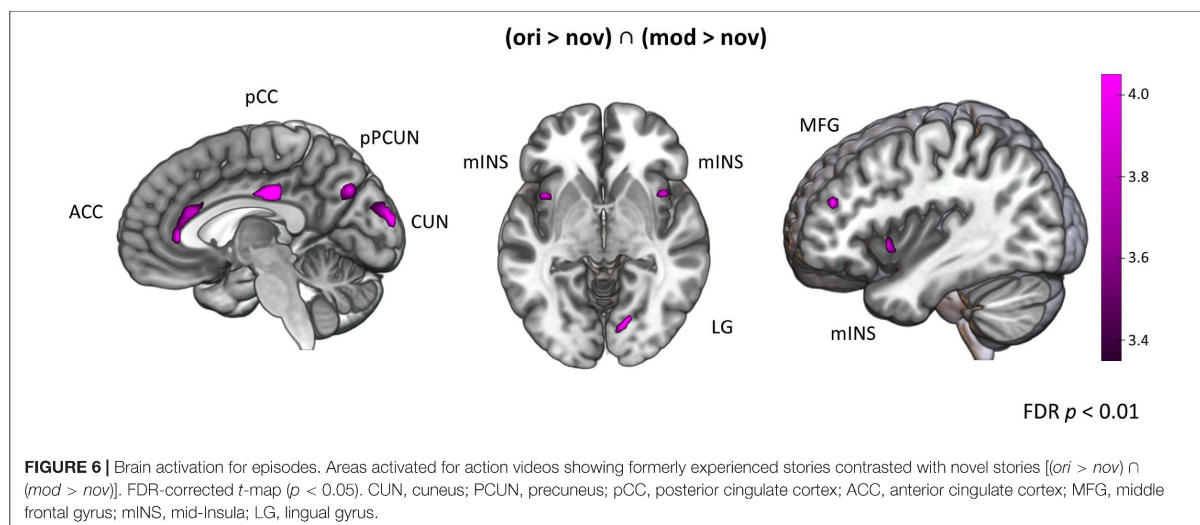 (ori > nov) ∩ (mod > nov)
pCC
pPCUN
ACC
CUN
mINS
mINS
LG
MFG
mINS
4.0
3.8
3.6
3.4
FDR p < 0.01
FIGURE 6 | Brain activation for episodes. Areas activated for action videos showing formerly experienced stories contrasted with novel stories [(ori > nov) ∩
(mod > nov)]. FDR-corrected t-map (p < 0.05). CUN, cuneus; PCUN, precuneus; pCC, posterior cingulate cortex; ACC, anterior cingulate cortex; MFG, middle
frontal gyrus; mINS, mid-Insula; LG, lingual gyrus.